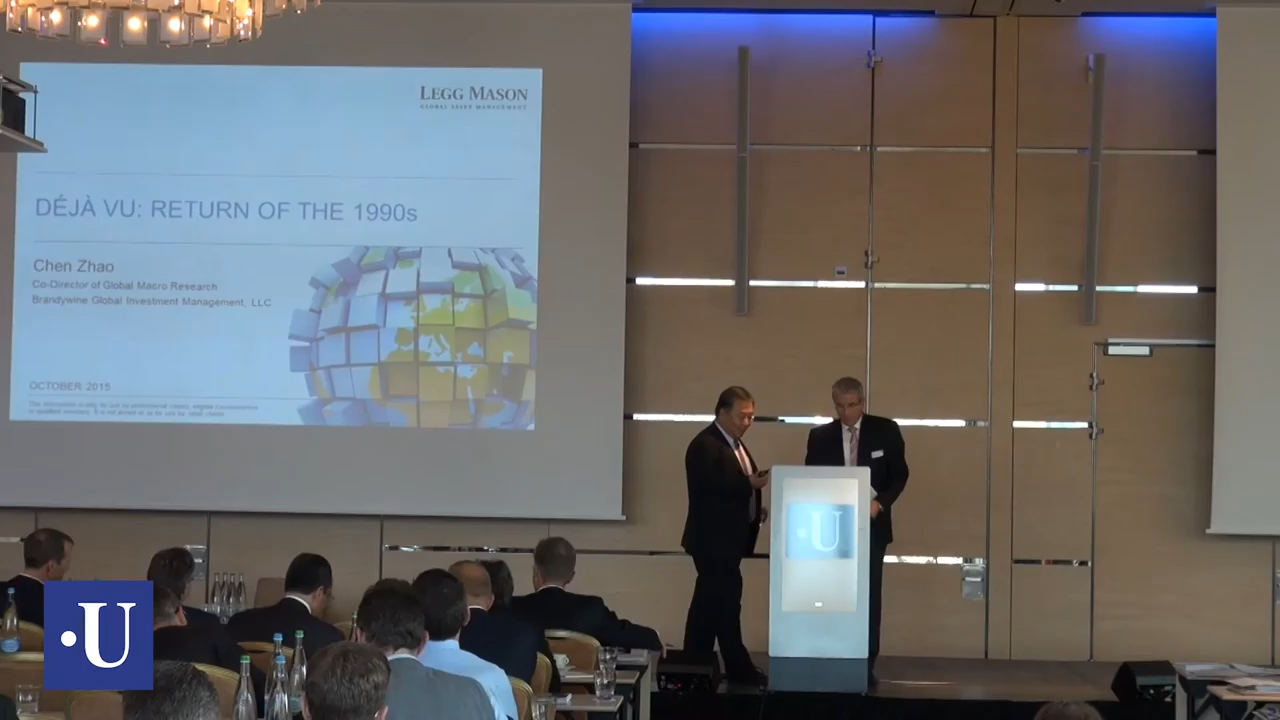 LEGG MASON
GLOBAL ASSET MANAGEMENT
DÉJÀ VU: RETURN OF THE 1990s
Chen Zhao
Co-Director of Global Macro Research
Brandywine Global Investment Management, LLC
OCTOBER 2015
·U
·U